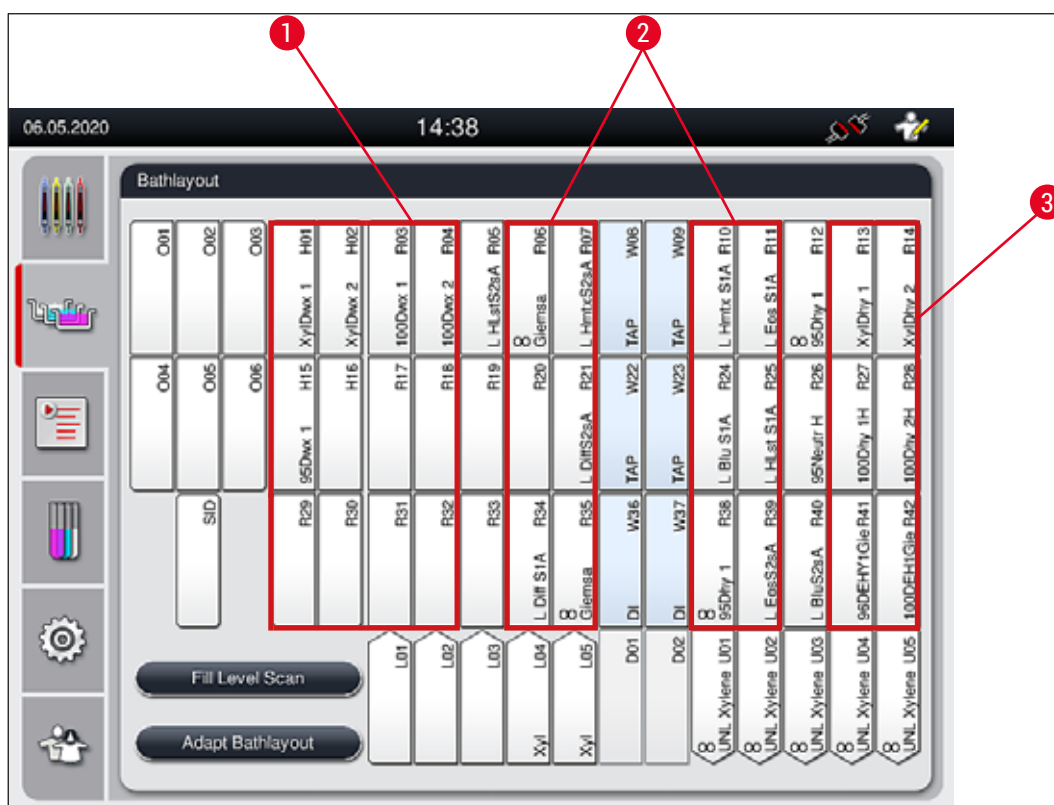 1
2
3
06.05.2020
14:38
Bathlayout
O01
O02
O03
XylDwx 1 H01
XylDwx 2 H02
100Dwx 1 R03
100Dwx 2 R04
L HLstS2sA R05
∞ Giemsa R06
L HmtxS2sA R07
TAP W08
TAP W09
L Hmtx S1A R10
L Eos S1A R11
∞ 95Dhy 1 R12
XylDhy 1 R13
XylDhy 2 R14
O04
O05
O06
95Dwx 1 H15
H16
R17
R18
R19
R20
L DiffS2sA R21
TAP W22
TAP W23
L Blu S1A R24
L HLst S1A R25
95Neutr H R26
100Dhy 1H R27
100Dhy 2H R28
SID
R29
R30
R31
R32
R33
L Diff S1A R34
∞ Giemsa R35
DI W36
DI W37
∞ 95Dhy 1 R38
L EosS2sA R39
L BluS2sA R40
96DEHY1Gie R41
100DEH1Gie R42
L01
L02
L03
Xyl L04
Xyl L05
D01
D02
∞ UNL Xylene U01
∞ UNL Xylene U02
∞ UNL Xylene U03
∞ UNL Xylene U04
∞ UNL Xylene U05
Fill Level Scan
Adapt Bathlayout